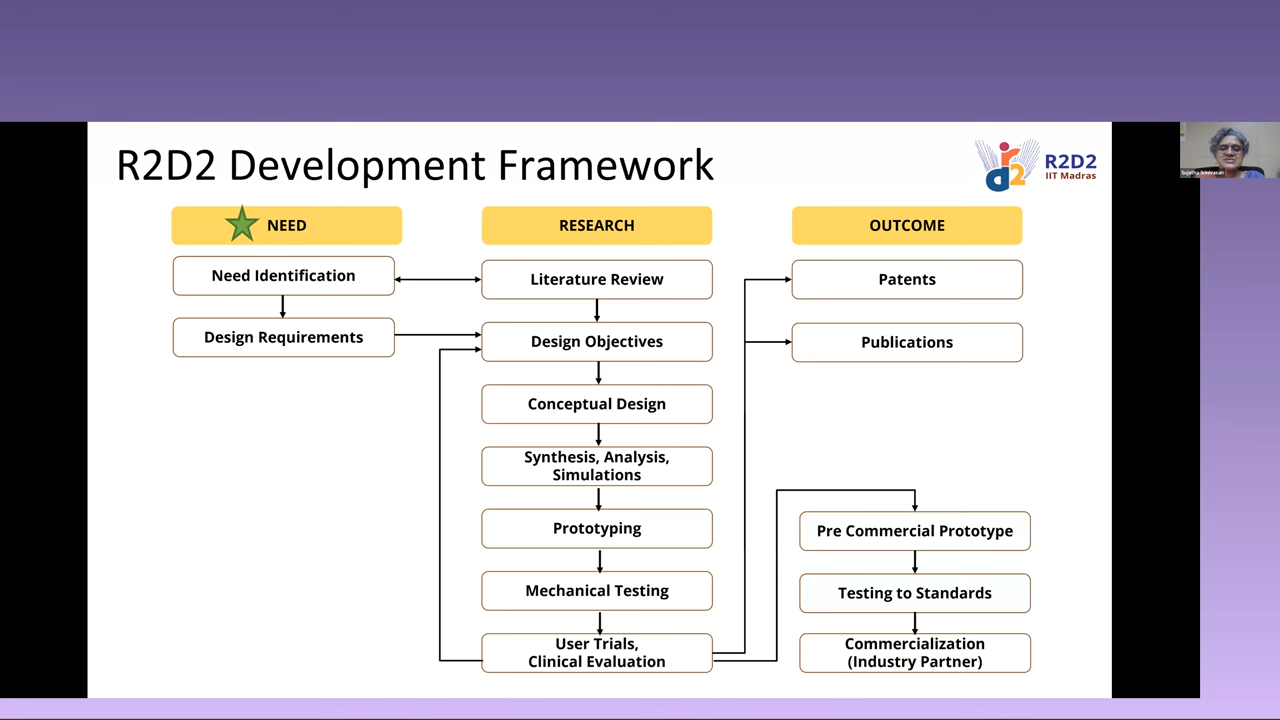 R2D2 Development Framework
R2D2
IIT Madras
NEED
RESEARCH
OUTCOME
Need Identification
Design Requirements
Literature Review
Design Objectives
Conceptual Design
Synthesis, Analysis,
Simulations
Prototyping
Mechanical Testing
User Trials,
Clinical Evaluation
Patents
Publications
Pre Commercial Prototype
Testing to Standards
Commercialization
(Industry Partner)
Sujatha Srinivasan